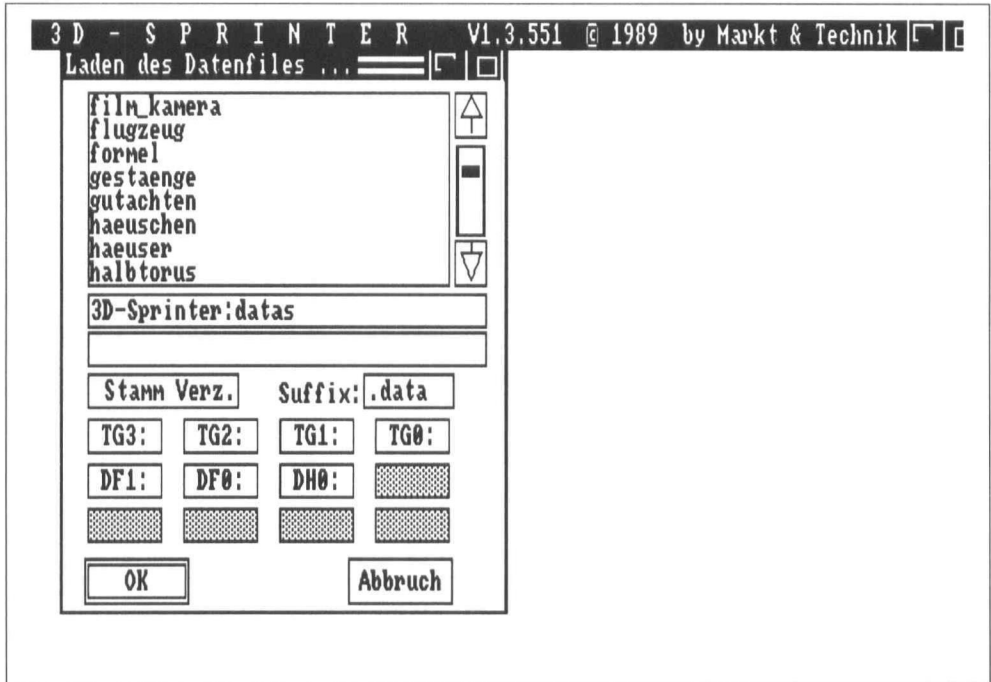 3 D - S P R I N T E R V1.3.551 © 1989 by Markt & Technik
Laden des Datenfiles ...
film_kamera
flugzeug
formel
gestaenge
gutachten
haeuschen
haeuser
halbtorus
3D-Sprinter:datas
Stamm Verz. Suffix: .data
TG3: TG2: TG1: TG0:
DF1: DF0: DH0:
OK Abbruch